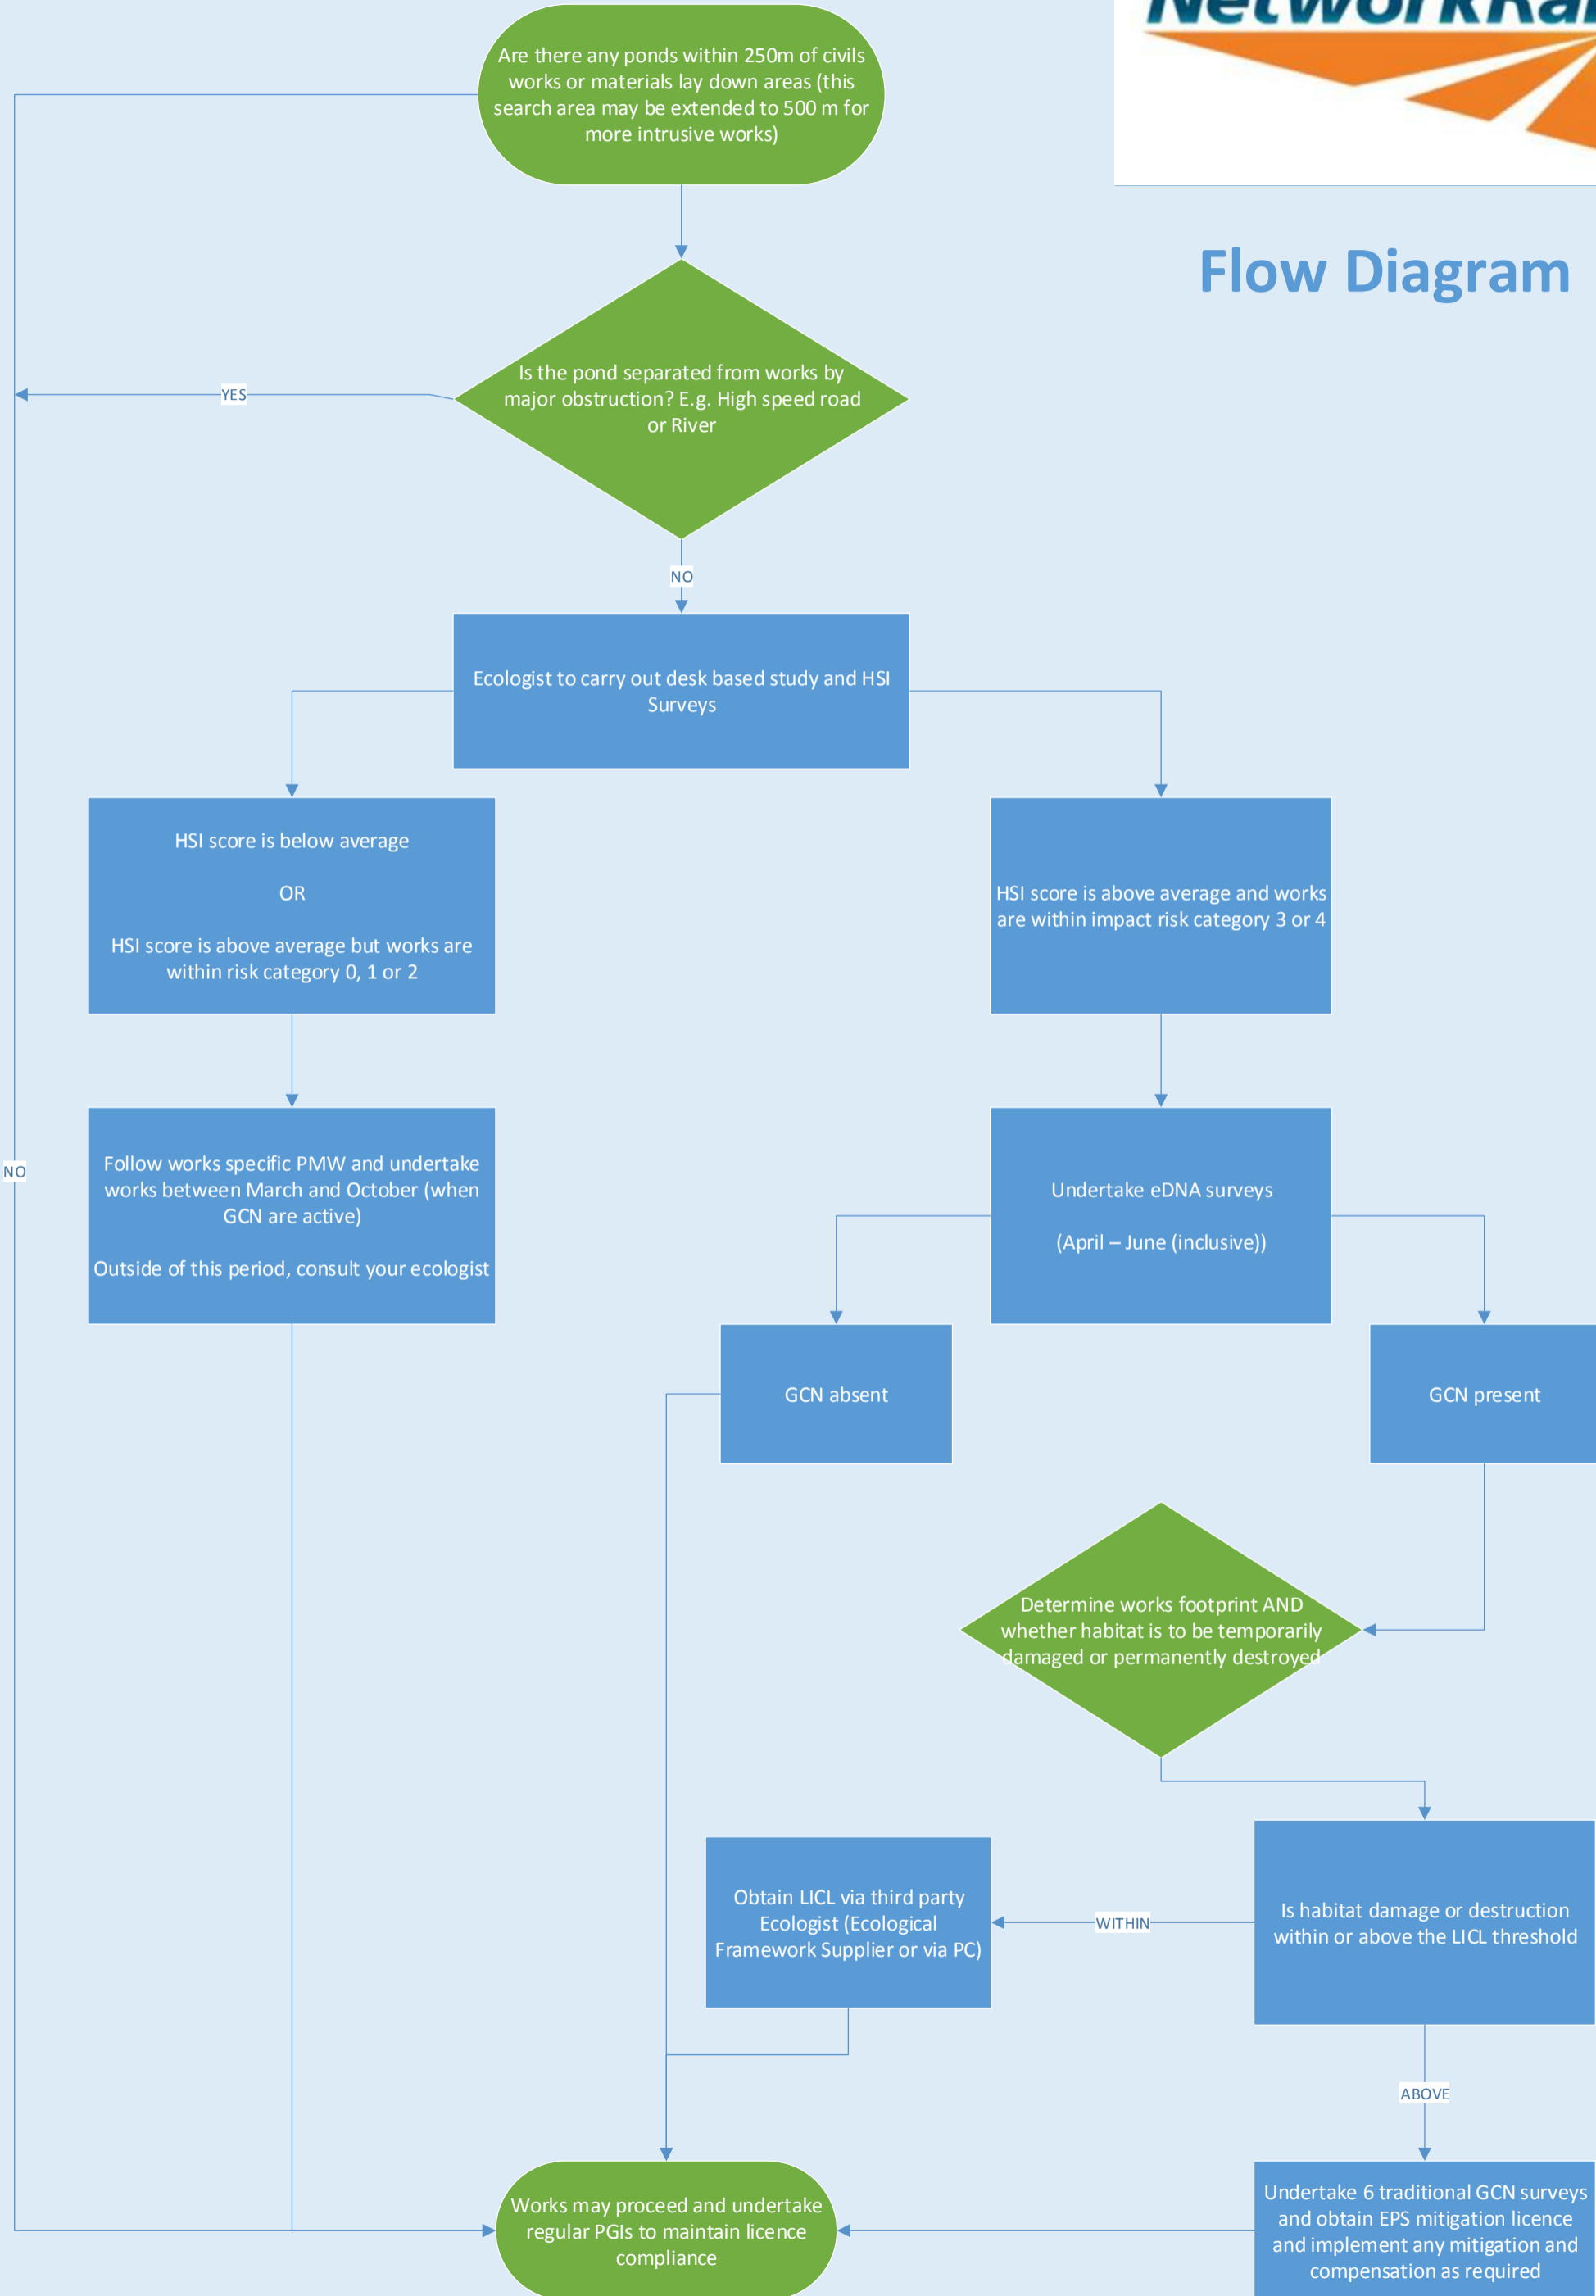 Are there any ponds within 250m of civils
works or materials lay down areas (this
search area may be extended to 500 m for
more intrusive works)
Flow Diagram
Is the pond separated from works by
major obstruction? E.g. High speed road
or River
YES
NO
Ecologist to carry out desk based study and HSI
Surveys
HSI score is below average
OR
HSI score is above average but works are
within risk category 0, 1 or 2
HSI score is above average and works
are within impact risk category 3 or 4
NO
Follow works specific PMW and undertake
works between March and October (when
GCN are active)
Outside of this period, consult your ecologist
Undertake eDNA surveys
(April – June (inclusive))
GCN absent
GCN present
Determine works footprint AND
whether habitat is to be temporarily
damaged or permanently destroyed
Obtain LICL via third party
Ecologist (Ecological
Framework Supplier or via PC)
WITHIN
Is habitat damage or destruction
within or above the LICL threshold
ABOVE
Works may proceed and undertake
regular PGIs to maintain licence
compliance
Undertake 6 traditional GCN surveys
and obtain EPS mitigation licence
and implement any mitigation and
compensation as required